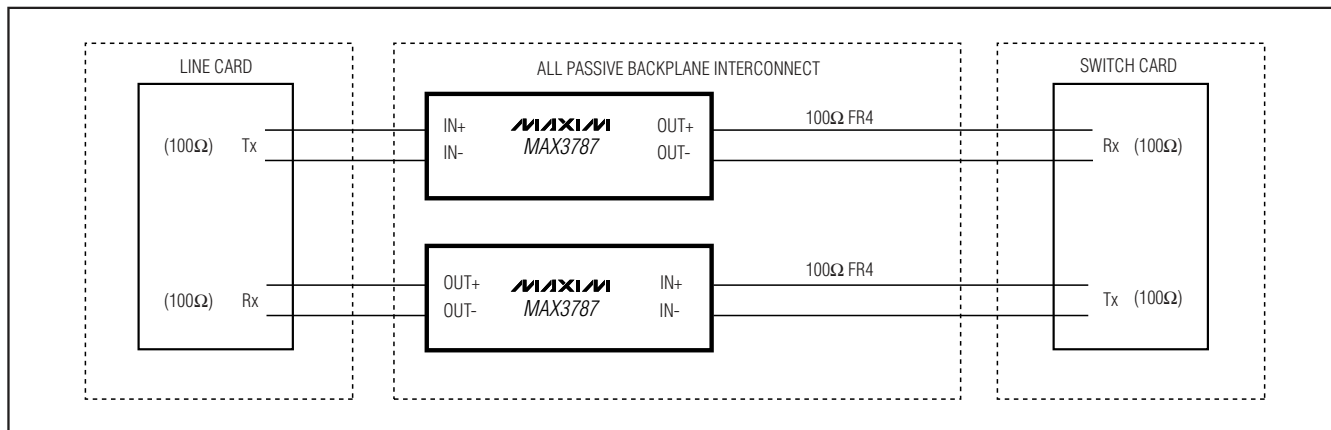 LINE CARD
ALL PASSIVE BACKPLANE INTERCONNECT
SWITCH CARD
(100Ω) Tx
IN+
IN-
MAXIM
MAX3787
OUT+
OUT-
100Ω FR4
Rx (100Ω)
(100Ω) Rx
OUT+
OUT-
MAXIM
MAX3787
IN+
IN-
100Ω FR4
Tx (100Ω)